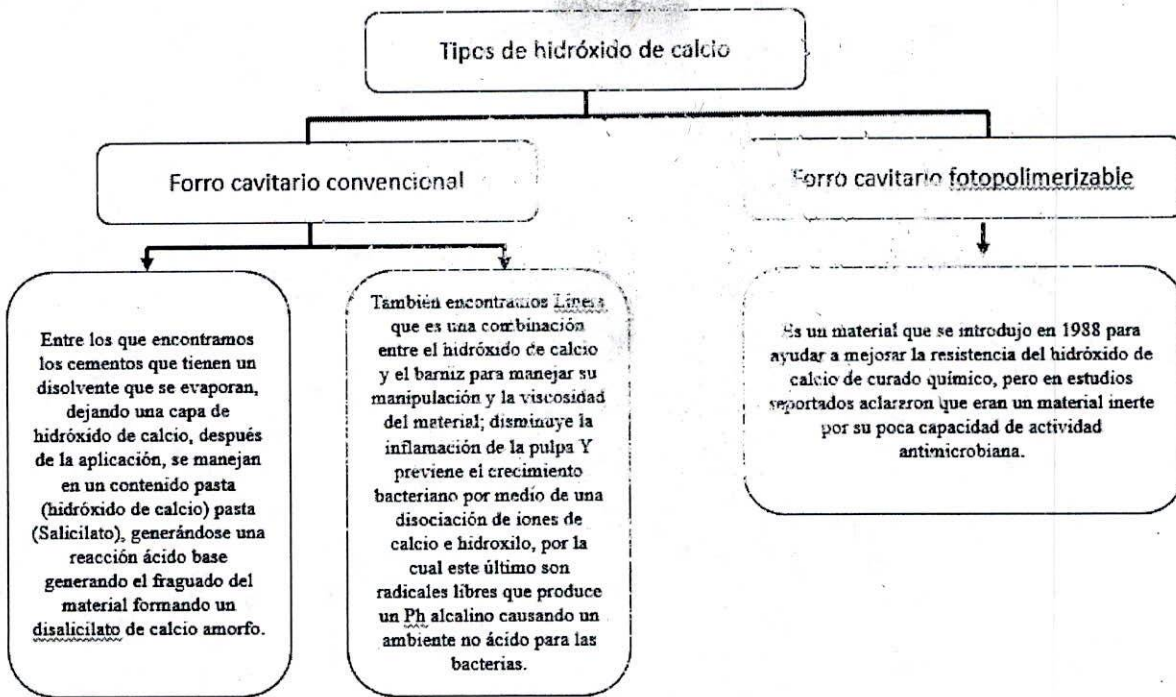 Tipos de hidróxido de calcio
Forro cavitario convencional
Forro cavitario fotopolimerizable
Entre los que encontramos
los cementos que tienen un
disolvente que se evaporan,
dejando una capa de
hidróxido de calcio, después
de la aplicación, se manejan
en un contenido pasta
(hidróxido de calcio) pasta
(Salicilato), generándose una
reacción ácido base
generando el fraguado del
material formando un
disalicilato de calcio amorfo.
También encontramos Liners
que es una combinación
entre el hidróxido de calcio
y el barniz para manejar su
manipulación y la viscosidad
del material; disminuye la
inflamación de la pulpa Y
previene el crecimiento
bacteriano por medio de una
disociación de iones de
calcio e hidroxilo, por la
cual este último son
radicales libres que produce
un Ph alcalino causando un
ambiente no ácido para las
bacterias.
Es un material que se introdujo en 1988 para
ayudar a mejorar la resistencia del hidróxido de
calcio de curado químico, pero en estudios
reportados aclararon que eran un material inerte
por su poca capacidad de actividad
antimicrobiana.